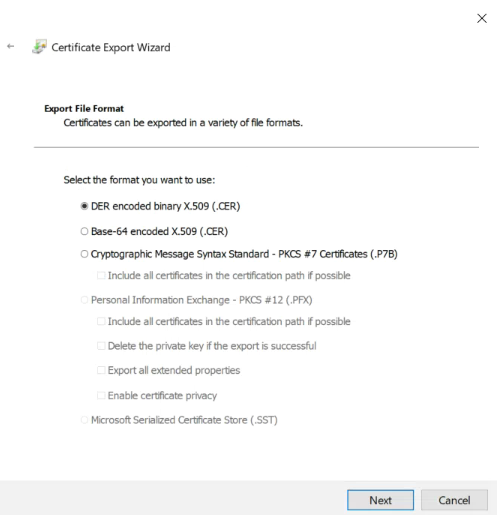 Certificate Export Wizard
Export File Format
Certificates can be exported in a variety of file formats.
Select the format you want to use:
DER encoded binary X.509 (.CER)
Base-64 encoded X.509 (.CER)
Cryptographic Message Syntax Standard - PKCS #7 Certificates (.P7B)
Include all certificates in the certification path if possible
Personal Information Exchange - PKCS #12 (.PFX)
Include all certificates in the certification path if possible
Delete the private key if the export is successful
Export all extended properties
Enable certificate privacy
Microsoft Serialized Certificate Store (.SST)
Next Cancel